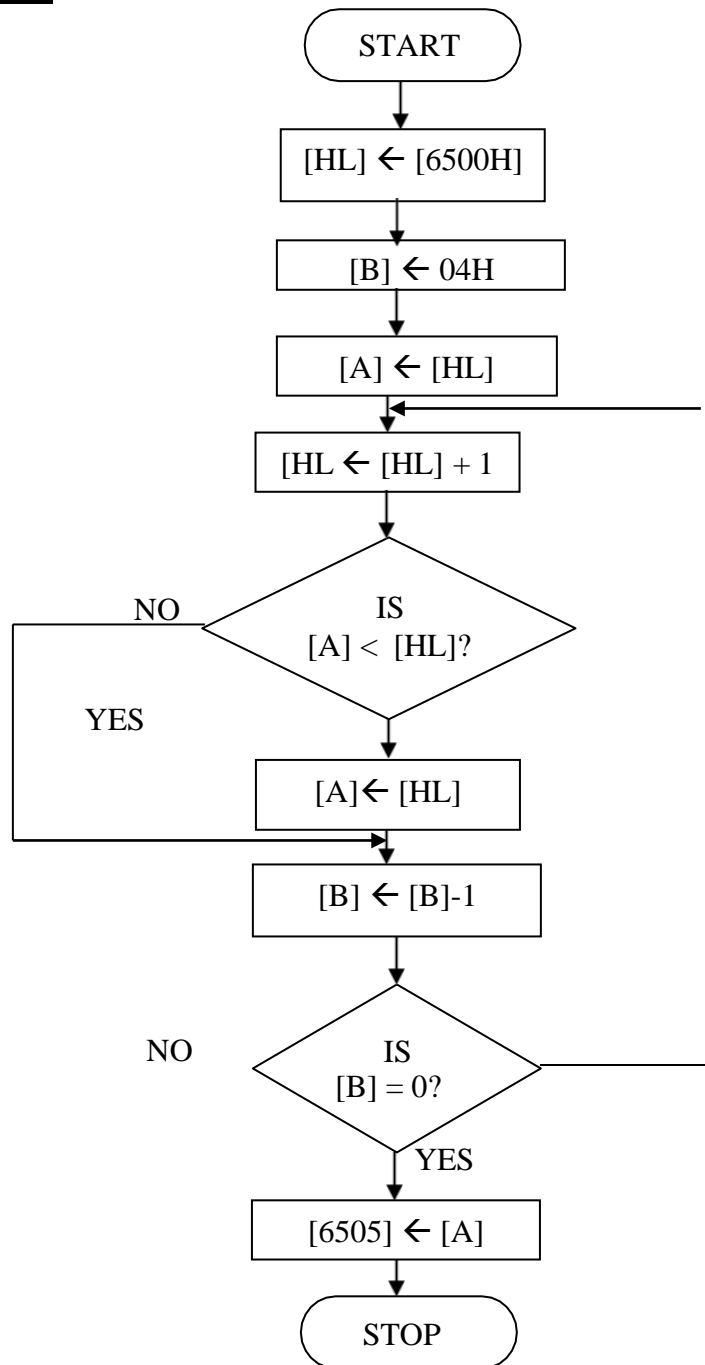 START
[HL] ← [6500H]
[B] ← 04H
[A] ← [HL]
[HL ← [HL] + 1
NO
IS
[A] < [HL]?
YES
[A]← [HL]
[B] ← [B]-1
NO
IS
[B] = 0?
YES
[6505] ← [A]
STOP